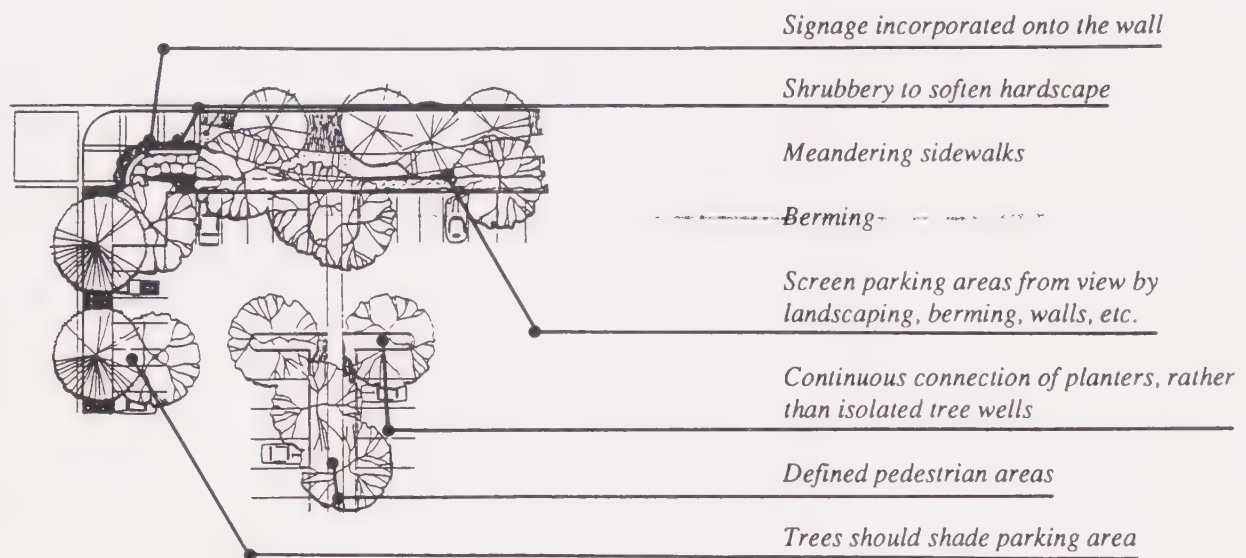 Signage incorporated onto the wall
Shrubbery to soften hardscape
Meandering sidewalks
Berming
Screen parking areas from view by
landscaping, berming, walls, etc.
Continuous connection of planters, rather
than isolated tree wells
Defined pedestrian areas
Trees should shade parking area